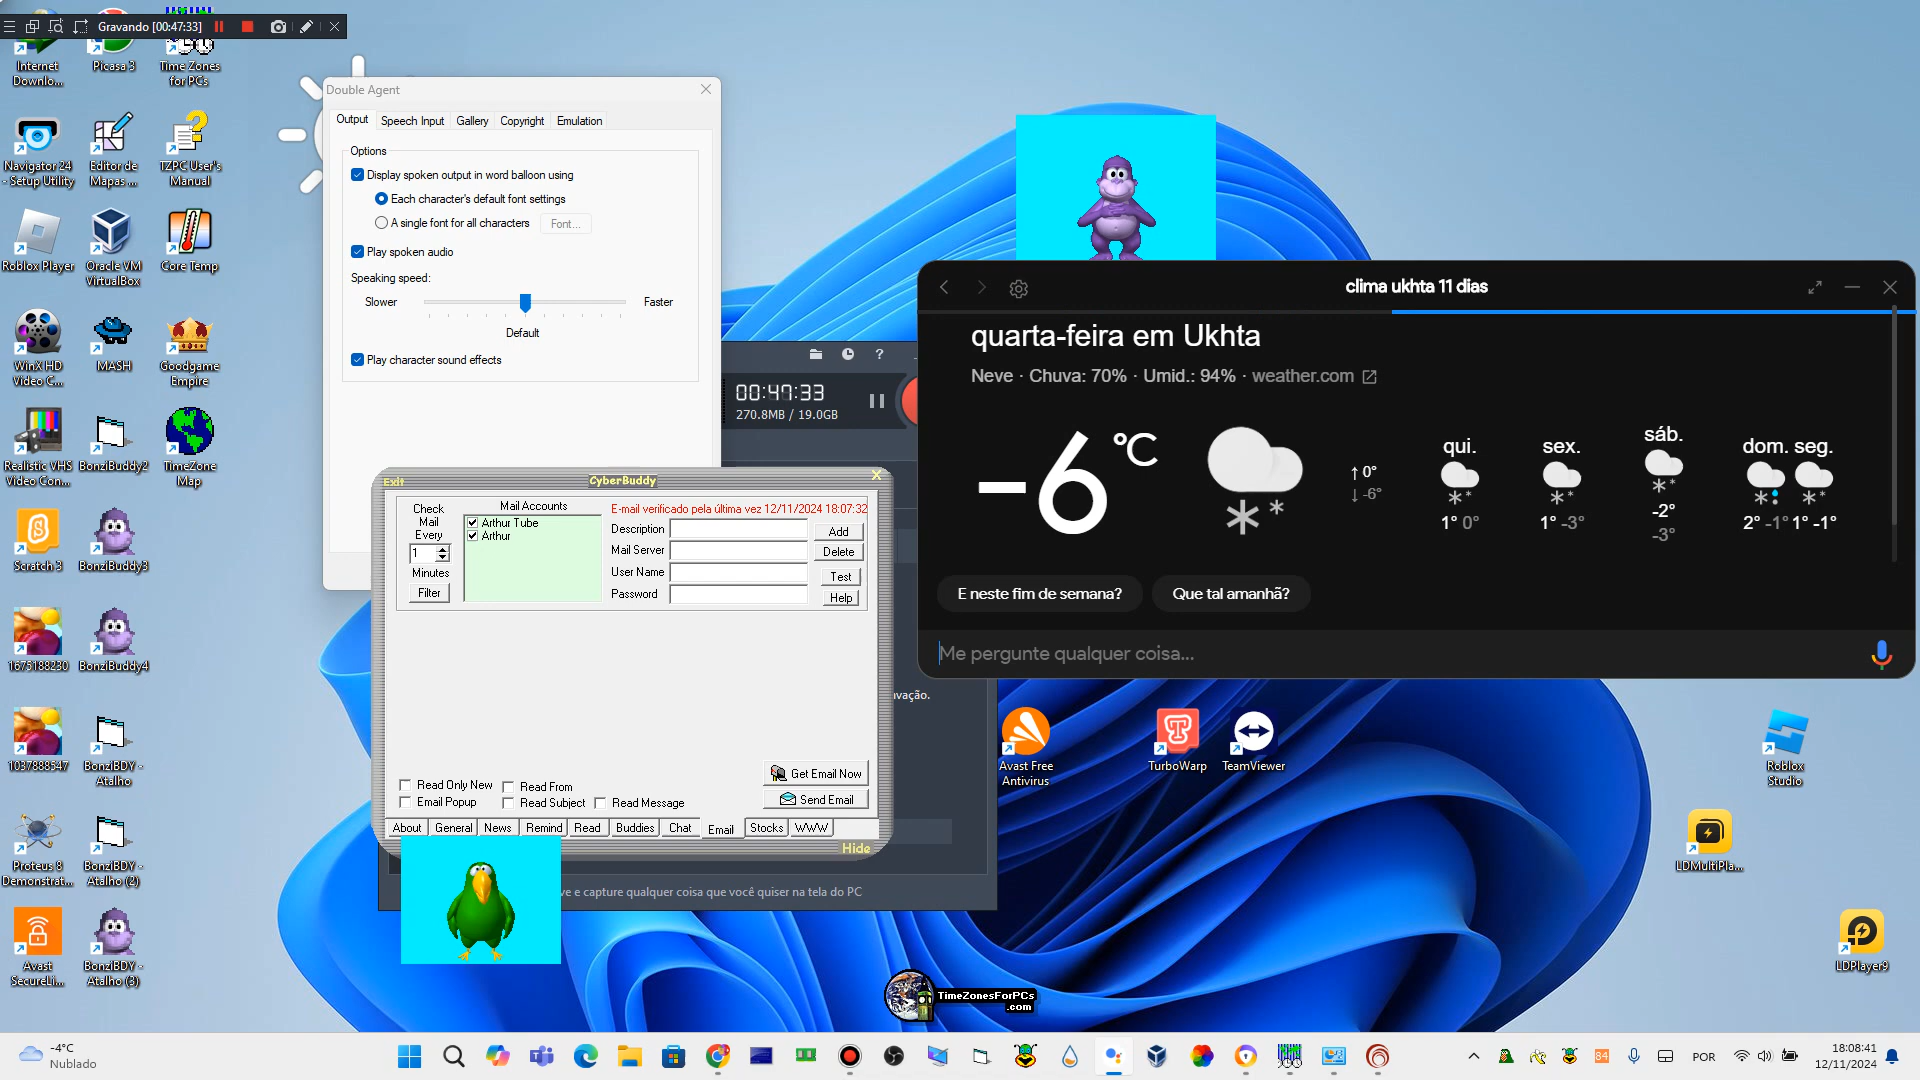 Gravando [00:47:33]
Internet Downlo...
Picasa 3
Time Zones for PCs
Navigator 24 - Setup Utility
Editor de Mapas ...
TZPC User's Manual
Roblox Player
Oracle VM VirtualBox
Core Temp
WinX HD Video C...
MASH
Goodgame Empire
Realistic VHS Video Con...
BonziBuddy2
TimeZone Map
Scratch 3
BonziBuddy3
1675188230
BonziBuddy4
1037888547
BonziBDY - Atalho
Proteus 8 Demonstrat...
BonziBDY - Atalho (2)
Avast SecureLi...
BonziBDY - Atalho (3)
Double Agent
Output
Speech Input
Gallery
Copyright
Emulation
Options
Display spoken output in word balloon using
Each character's default font settings
A single font for all characters
Font...
Play spoken audio
Speaking speed:
Slower
Faster
Default
Play character sound effects
?
00:47:33
270.8MB / 19.0GB
avação.
ve e capture qualquer coisa que você quiser na tela do PC
Exit
CyberBuddy
X
Check Mail Every
1
Minutes
Filter
Mail Accounts
Arthur Tube
Arthur
E-mail verificado pela última vez 12/11/2024 18:07:32
Description
Add
Mail Server
Delete
User Name
Test
Password
Help
Get Email Now
Send Email
Read Only New
Read From
Email Popup
Read Subject
Read Message
About
General
News
Remind
Read
Buddies
Chat
Email
Stocks
WWW
Hide
clima ukhta 11 dias
quarta-feira em Ukhta
Neve · Chuva: 70% · Umid.: 94% · weather.com
-6 °C
↑ 0°
↓ -6°
qui.
1° 0°
sex.
1° -3°
sáb.
-2°
-3°
dom.
2° -1°
seg.
1° -1°
E neste fim de semana?
Que tal amanhã?
Me pergunte qualquer coisa...
Avast Free Antivirus
TurboWarp
TeamViewer
Roblox Studio
LDMultiPla...
LDPlayer9
TimeZonesForPCs
.com
-4°C
Nublado
84
POR
18:08:41
12/11/2024